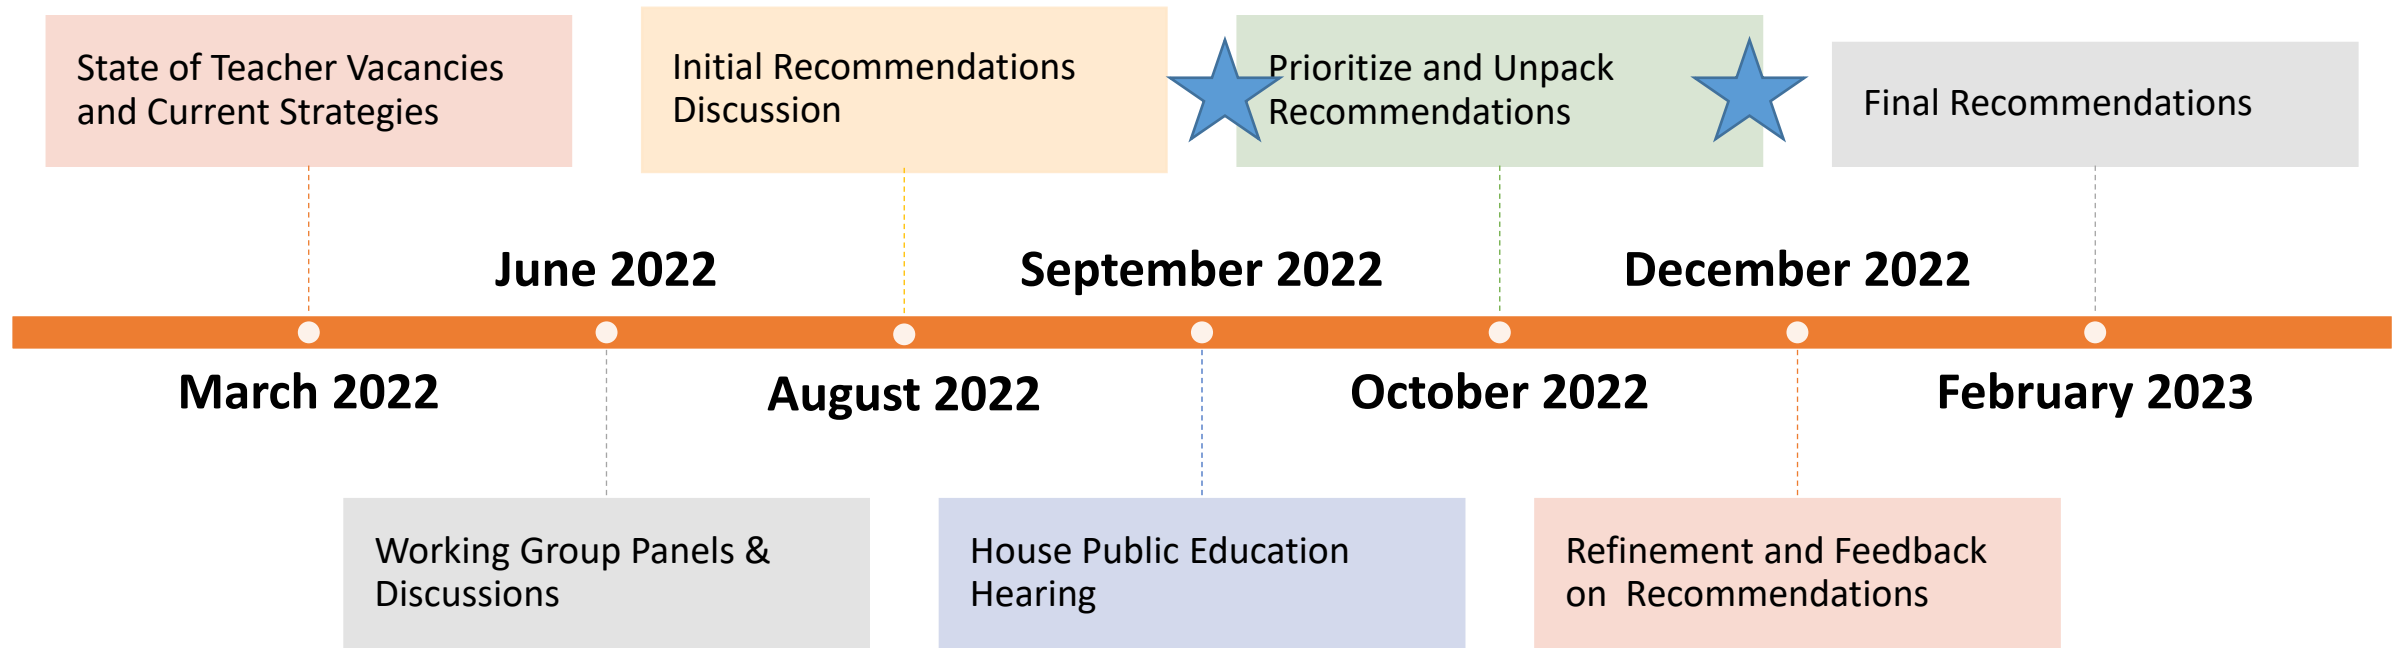 State of Teacher Vacancies
and Current Strategies
Initial Recommendations
Discussion
Prioritize and Unpack
Recommendations
Final Recommendations
June 2022
September 2022
December 2022
March 2022
August 2022
October 2022
February 2023
Working Group Panels &
Discussions
House Public Education
Hearing
Refinement and Feedback
on  Recommendations